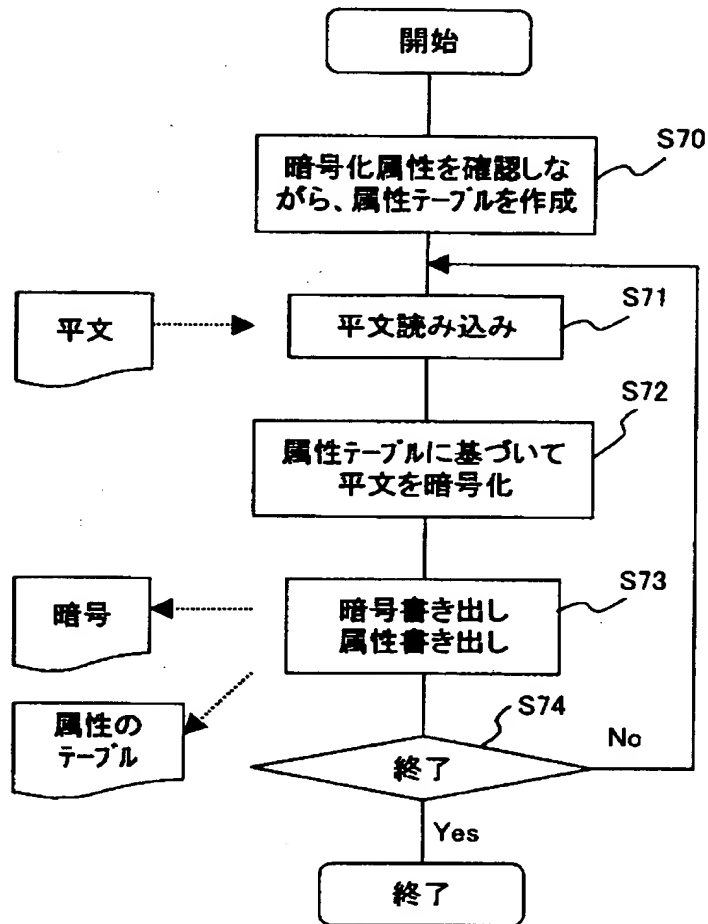 開始
S70
暗号化属性を確認しな
がら、属性テーブルを作成
平文
平文読み込み
S71
S72
属性テーブルに基づいて
平文を暗号化
S73
暗号
暗号書き出し
属性書き出し
属性の
テーブル
S74
終了
No
Yes
終了